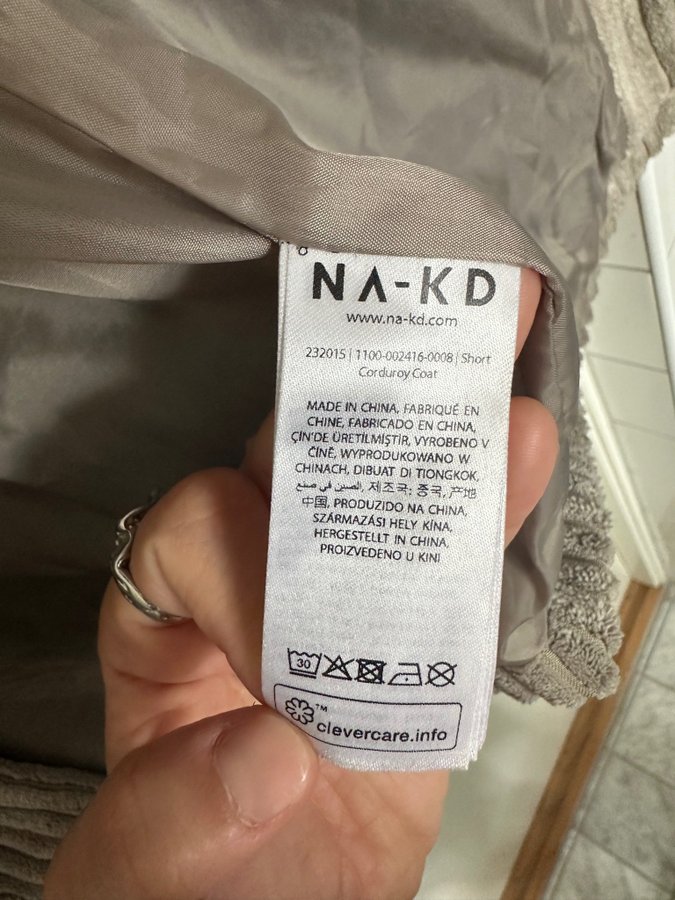 NA-KD
www.na-kd.com
232015 | 1100-002416-0008 | Short
Corduroy Coat
MADE IN CHINA, FABRIQUÉ EN
CHINE, FABRICADO EN CHINA,
ÇİN'DE ÜRETİLMİŞTİR, VYROBENO V
ČÍNĚ, WYPRODUKOWANO W
CHINACH, DIBUAT DI TIONGKOK,
الصين في صنع, 제조국: 중국, 产地
中国, PRODUZIDO NA CHINA,
SZÁRMAZÁSI HELY KÍNA,
HERGESTELLT IN CHINA,
PROIZVEDENO U KINI
30
™
clevercare.info